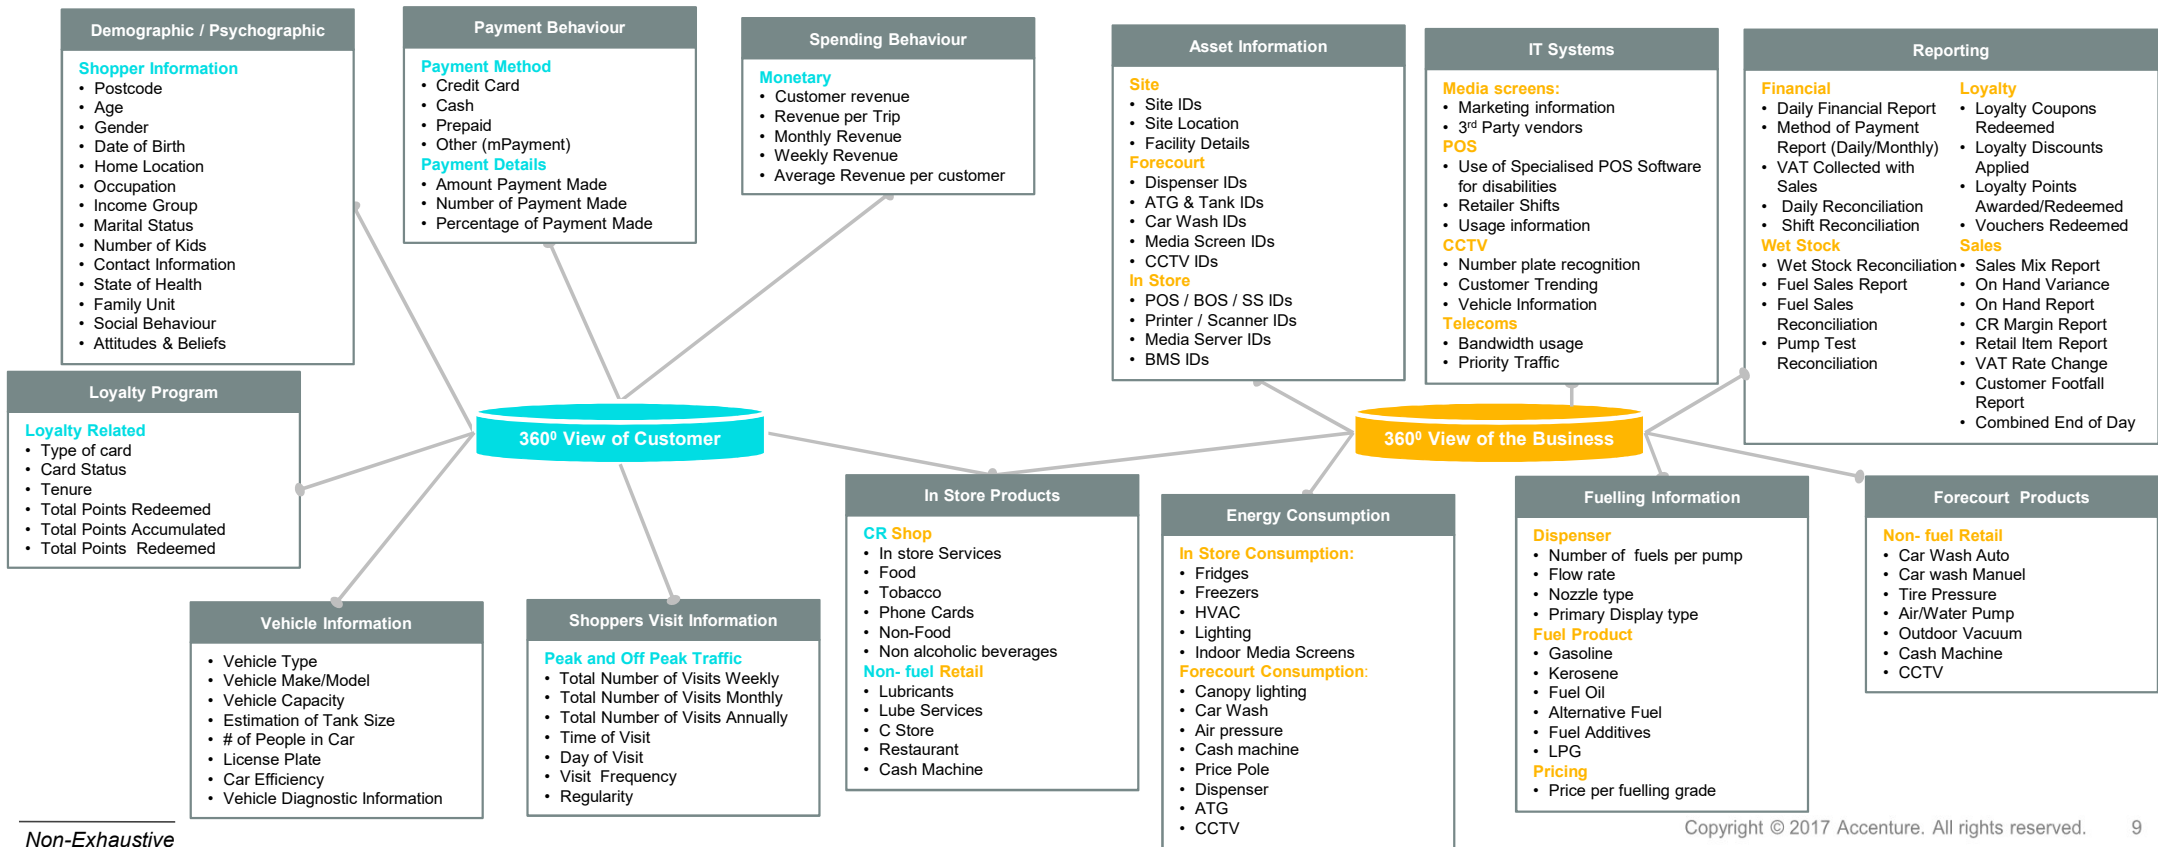 Demographic / Psychographic
Shopper Information
• Postcode
• Age
• Gender
• Date of Birth
• Home Location
• Occupation
• Income Group
• Marital Status
• Number of Kids
• Contact Information
• State of Health
• Family Unit
• Social Behaviour
• Attitudes & Beliefs
Payment Behaviour
Payment Method
• Credit Card
• Cash
• Prepaid
• Other (mPayment)
Payment Details
• Amount Payment Made
• Number of Payment Made
• Percentage of Payment Made
Spending Behaviour
Monetary
• Customer revenue
• Revenue per Trip
• Monthly Revenue
• Weekly Revenue
• Average Revenue per customer
Asset Information
Site
• Site IDs
• Site Location
• Facility Details
Forecourt
• Dispenser IDs
• ATG & Tank IDs
• Car Wash IDs
• Media Screen IDs
• CCTV IDs
In Store
• POS / BOS / SS IDs
• Printer / Scanner IDs
• Media Server IDs
• BMS IDs
IT Systems
Media screens:
• Marketing information
• 3rd Party vendors
POS
• Use of Specialised POS Software
for disabilities
• Retailer Shifts
• Usage information
CCTV
• Number plate recognition
• Customer Trending
• Vehicle Information
Telecoms
• Bandwidth usage
• Priority Traffic
Reporting
Financial
• Daily Financial Report
• Method of Payment
Report (Daily/Monthly)
• VAT Collected with
Sales
• Daily Reconciliation
• Shift Reconciliation
Wet Stock
• Wet Stock Reconciliation
• Fuel Sales Report
• Fuel Sales
Reconciliation
• Pump Test
Reconciliation
Loyalty
• Loyalty Coupons
Redeemed
• Loyalty Discounts
Applied
• Loyalty Points
Awarded/Redeemed
• Vouchers Redeemed
Sales
• Sales Mix Report
• On Hand Variance
• On Hand Report
• CR Margin Report
• Retail Item Report
• VAT Rate Change
• Customer Footfall
Report
• Combined End of Day
Loyalty Program
Loyalty Related
• Type of card
• Card Status
• Tenure
• Total Points Redeemed
• Total Points Accumulated
• Total Points Redeemed
360⁰ View of Customer
360⁰ View of the Business
Vehicle Information
• Vehicle Type
• Vehicle Make/Model
• Vehicle Capacity
• Estimation of Tank Size
• # of People in Car
• License Plate
• Car Efficiency
• Vehicle Diagnostic Information
Shoppers Visit Information
Peak and Off Peak Traffic
• Total Number of Visits Weekly
• Total Number of Visits Monthly
• Total Number of Visits Annually
• Time of Visit
• Day of Visit
• Visit Frequency
• Regularity
In Store Products
CR Shop
• In store Services
• Food
• Tobacco
• Phone Cards
• Non-Food
• Non alcoholic beverages
Non- fuel Retail
• Lubricants
• Lube Services
• C Store
• Restaurant
• Cash Machine
Energy Consumption
In Store Consumption:
• Fridges
• Freezers
• HVAC
• Lighting
• Indoor Media Screens
Forecourt Consumption:
• Canopy lighting
• Car Wash
• Air pressure
• Cash machine
• Price Pole
• Dispenser
• ATG
• CCTV
Fuelling Information
Dispenser
• Number of fuels per pump
• Flow rate
• Nozzle type
• Primary Display type
Fuel Product
• Gasoline
• Kerosene
• Fuel Oil
• Alternative Fuel
• Fuel Additives
• LPG
Pricing
• Price per fuelling grade
Forecourt Products
Non- fuel Retail
• Car Wash Auto
• Car wash Manuel
• Tire Pressure
• Air/Water Pump
• Outdoor Vacuum
• Cash Machine
• CCTV
Non-Exhaustive
Copyright © 2017 Accenture. All rights reserved. 9